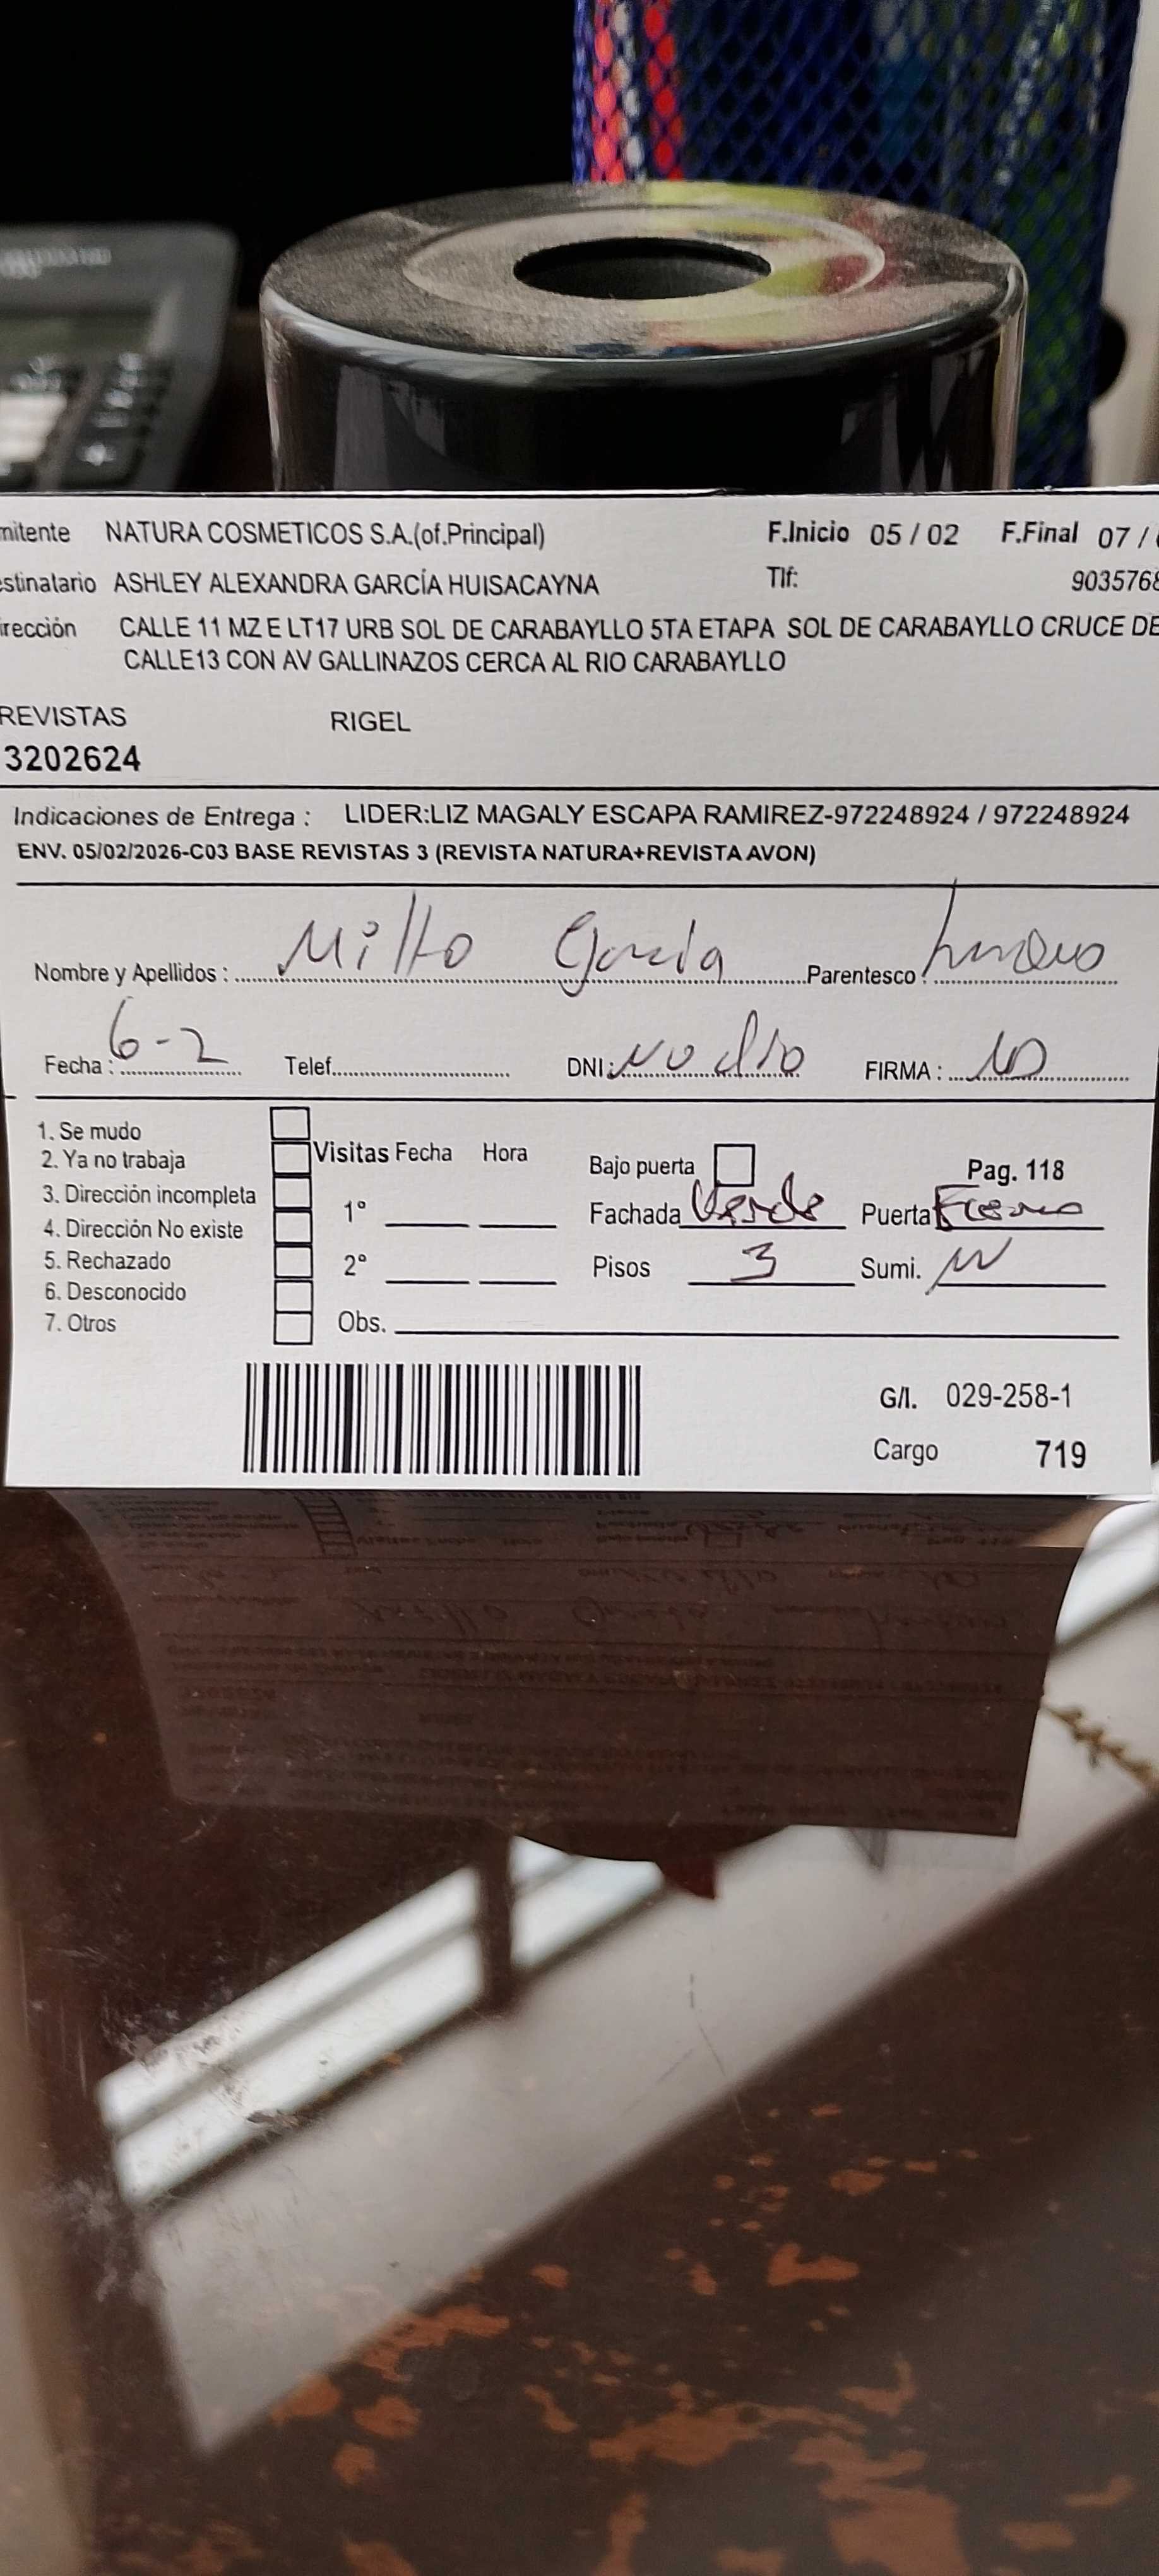 mitente NATURA COSMETICOS S.A.(of.Principal) F.Inicio 05 / 02 F.Final 07 /
estinatario ASHLEY ALEXANDRA GARCÍA HUISACAYNA Tlf: 9035768
irección CALLE 11 MZ E LT17 URB SOL DE CARABAYLLO 5TA ETAPA SOL DE CARABAYLLO CRUCE DE
CALLE13 CON AV GALLINAZOS CERCA AL RIO CARABAYLLO
REVISTAS RIGEL
3202624
Indicaciones de Entrega : LIDER:LIZ MAGALY ESCAPA RAMIREZ-972248924 / 972248924
ENV. 05/02/2026-C03 BASE REVISTAS 3 (REVISTA NATURA+REVISTA AVON)
Nombre y Apellidos : García Parentesco :
Fecha : 6-2 Telef. DNI: no dio FIRMA :
1. Se mudo
2. Ya no trabaja Visitas Fecha Hora Bajo puerta Pag. 118
3. Dirección incompleta 1° Fachada Verde Puerta
4. Dirección No existe
5. Rechazado 2° Pisos 3 Sumi.
6. Desconocido
7. Otros Obs.
G/I. 029-258-1
Cargo 719